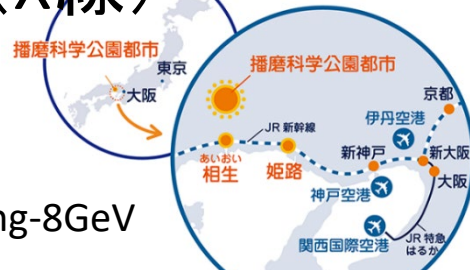 播磨科学公園都市
東京
大阪
播磨科学公園都市
京都
伊丹空港
JR 新幹線
あいおい
相生
姫路
新神戸
新大阪
大阪
神戸空港
ng-8GeV
関西国際空港
JR 特急
はるか